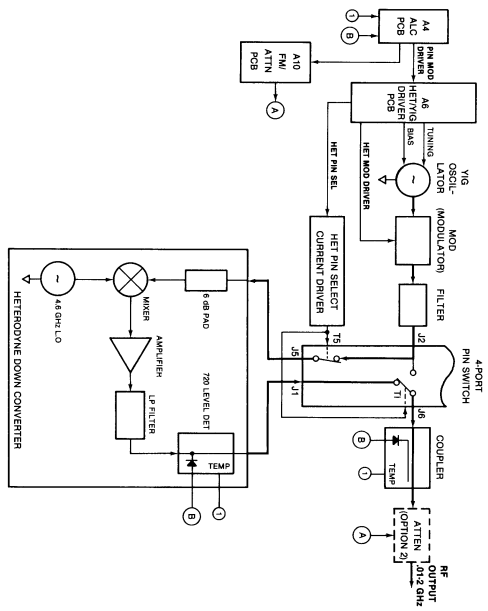 A4
ALC
PCB
1
B
PIN MOD
DRIVER
A10
FM/
ATTN
PCB
A
A6
HET/YIG
DRIVER
PCB
TUNING
BIAS
HET MOD DRIVER
HET PIN SEL
YIG
OSCIL-
LATOR
~
MOD
(MODULATOR)
FILTER
HET PIN SELECT
CURRENT DRIVER
4-PORT
PIN SWITCH
J2
T5
J5
J1
T1
J6
COUPLER
B
1
TEMP
ATTEN
(OPTION 2)
A
RF
OUTPUT
.01-2 GHz
6 dB PAD
MIXER
~
4.6 GHz L.O
AMPLIFIER
LP FILTER
720 LEVEL DET
TEMP
B
1
HETERODYNE DOWN CONVERTER